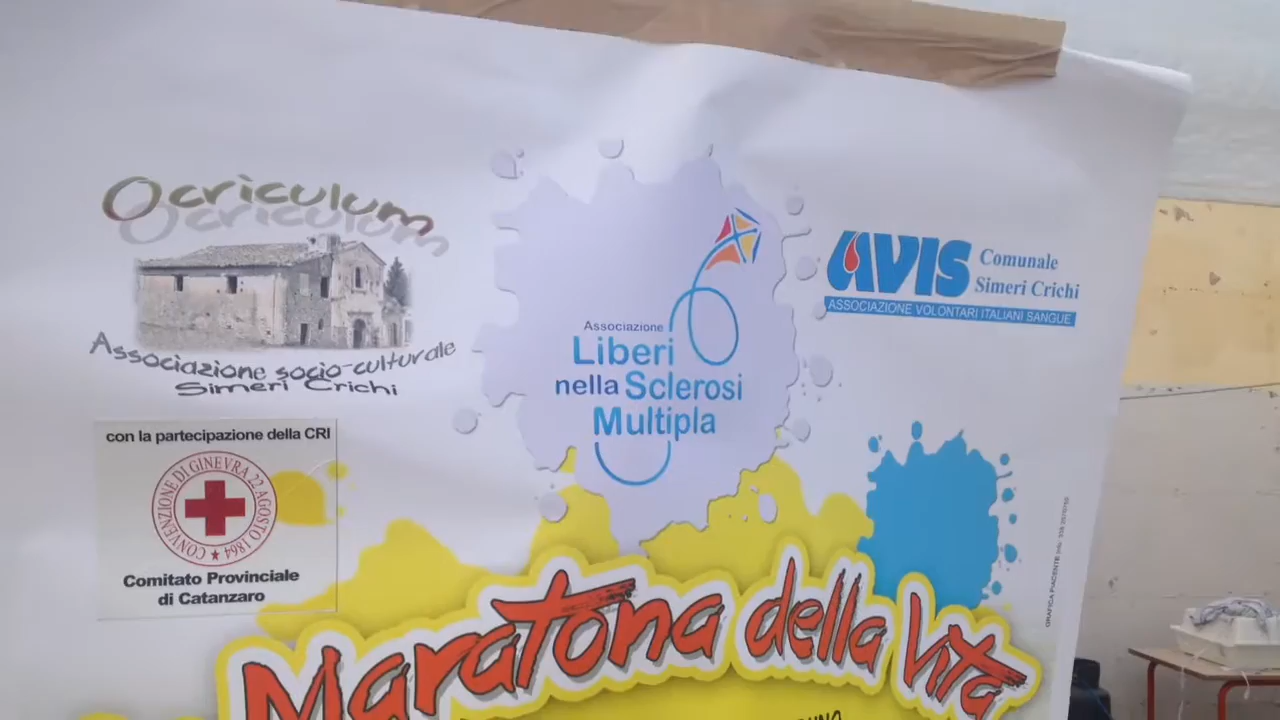 Ocriculum
Associazione socio-culturale
Simeri Crichi
Associazione
Liberi
nella Sclerosi
Multipla
AVIS Comunale
Simeri Crichi
ASSOCIAZIONE VOLONTARI ITALIANI SANGUE
con la partecipazione della CRI
CONVENZIONE DI GINEVRA 22 AGOSTO 1864
Comitato Provinciale
di Catanzaro
Maratona della Vita